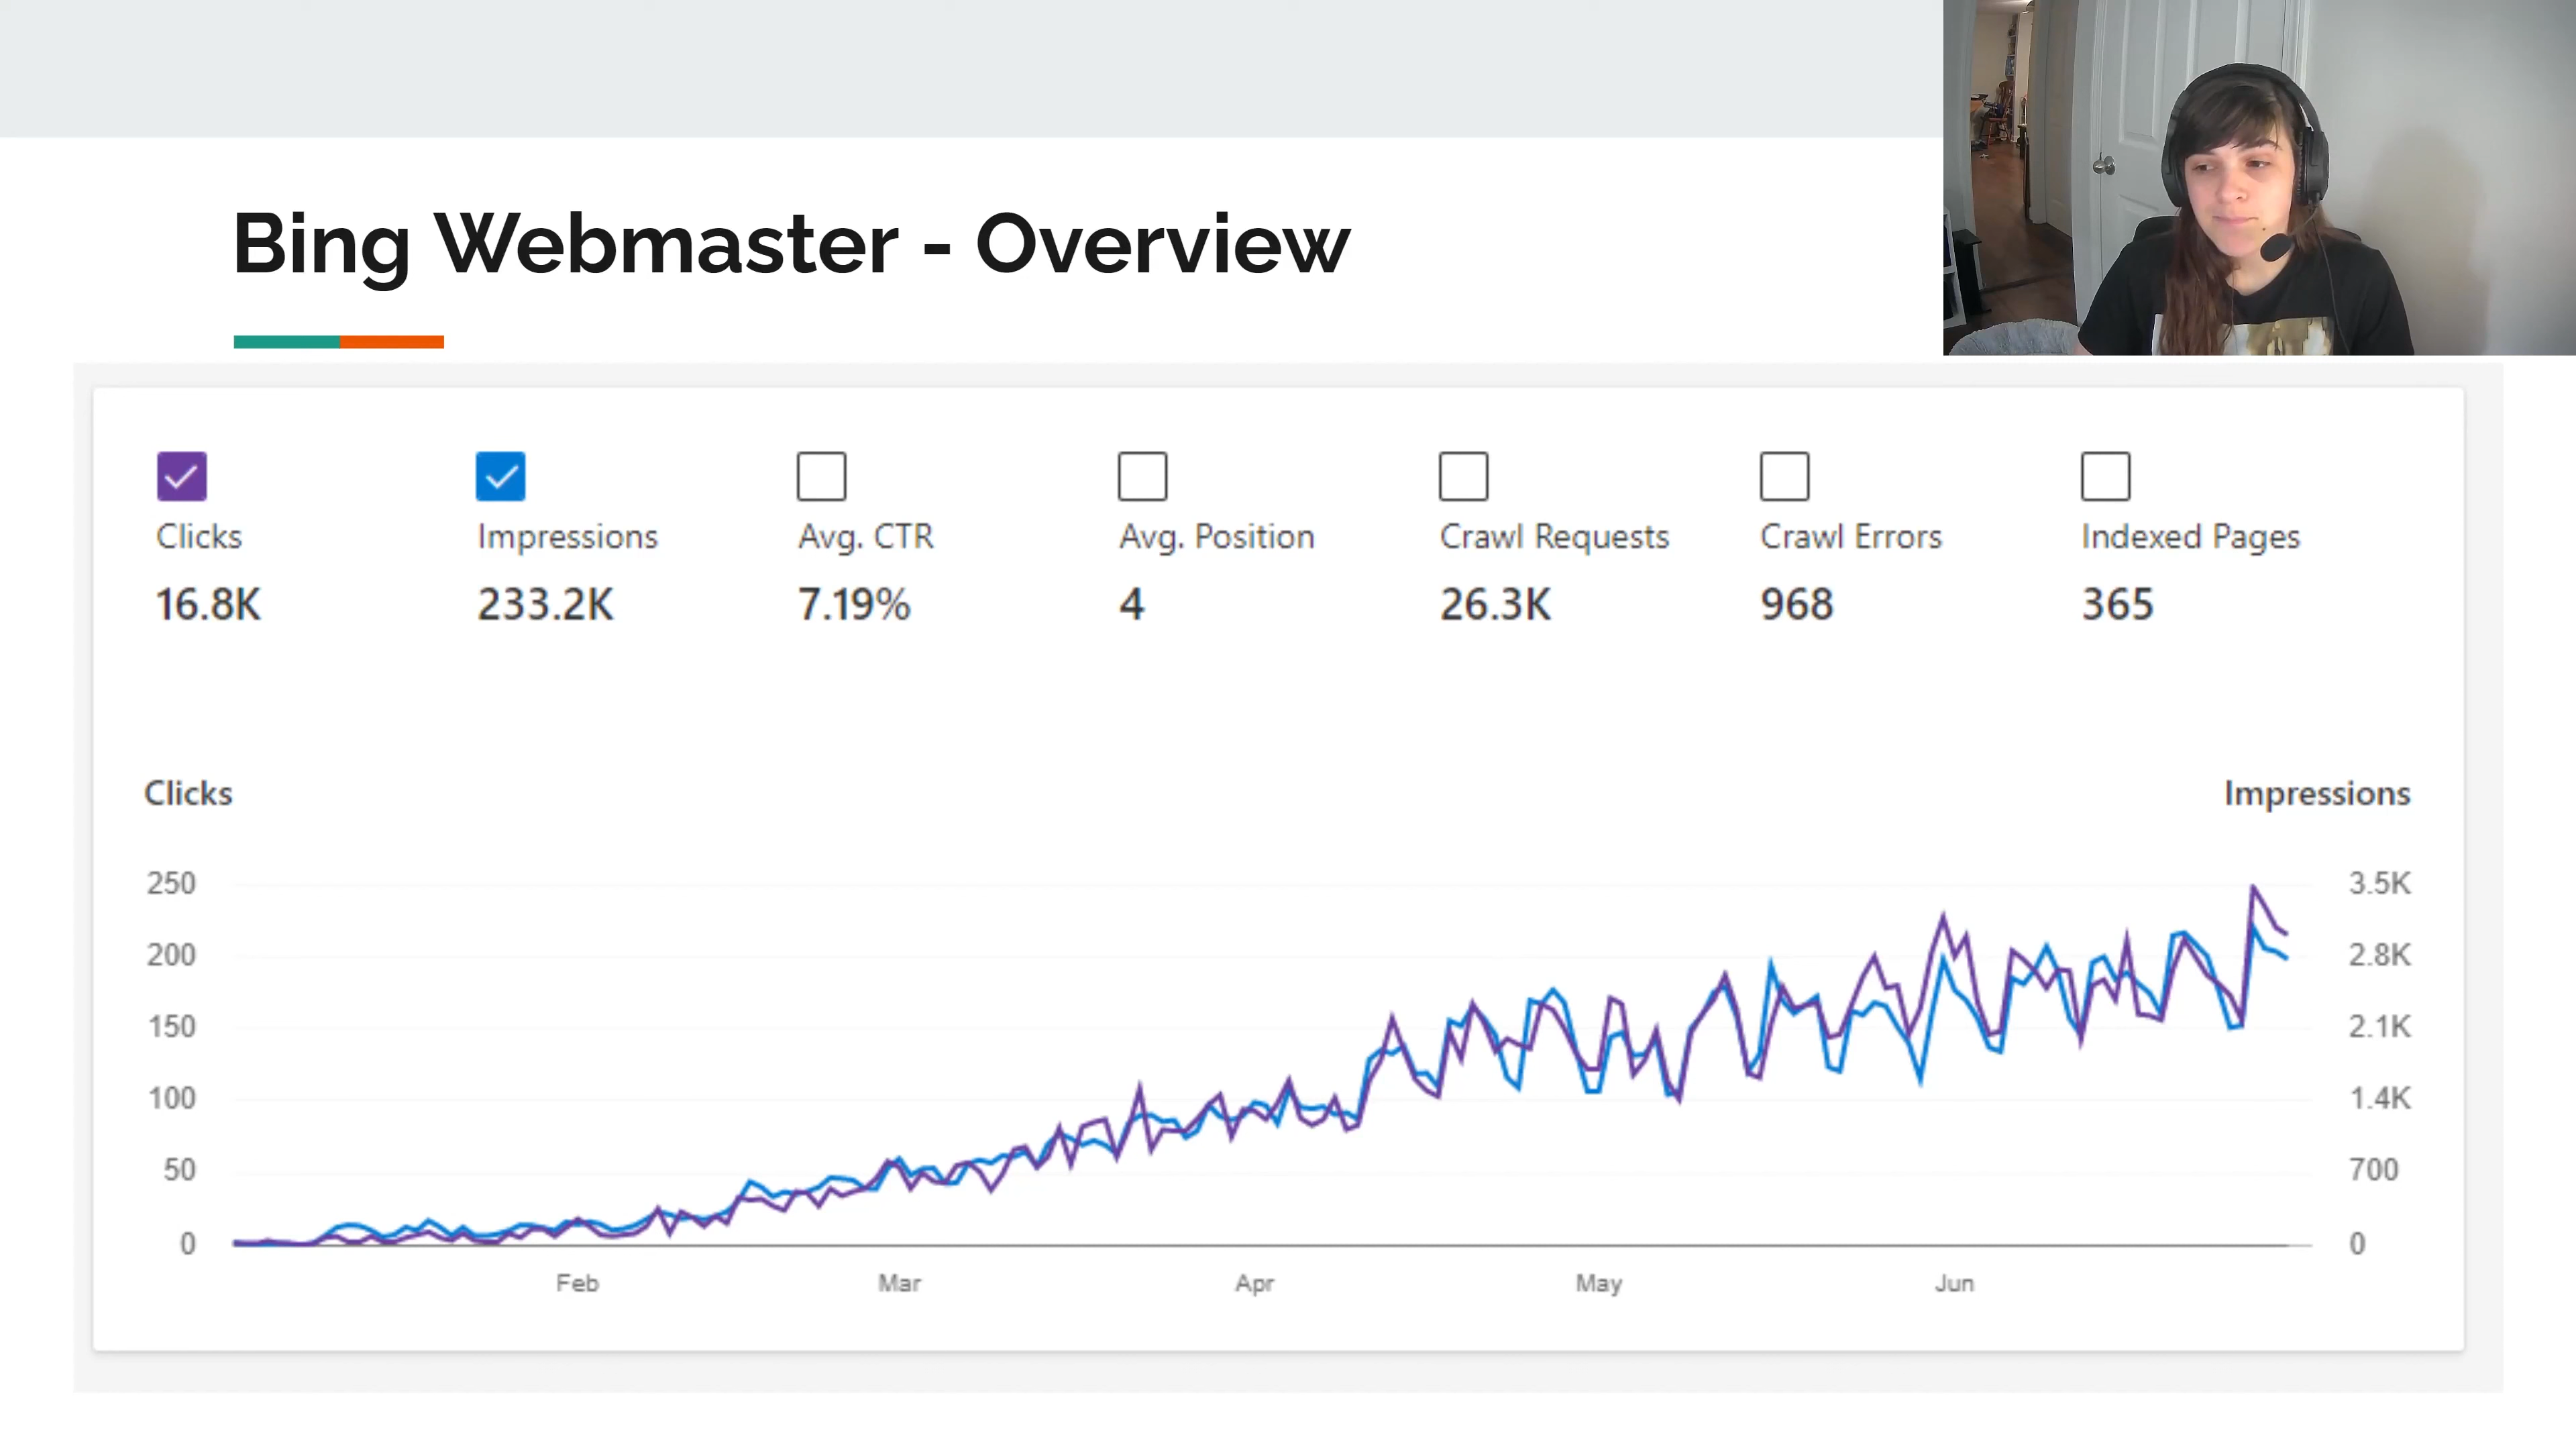 Bing Webmaster - Overview
Clicks Impressions Avg. CTR Avg. Position Crawl Requests Crawl Errors Indexed Pages
16.8K 233.2K 7.19% 4 26.3K 968 365
Clicks Impressions
250 3.5K
200 2.8K
150 2.1K
100 1.4K
50 700
0 0
Feb Mar Apr May Jun